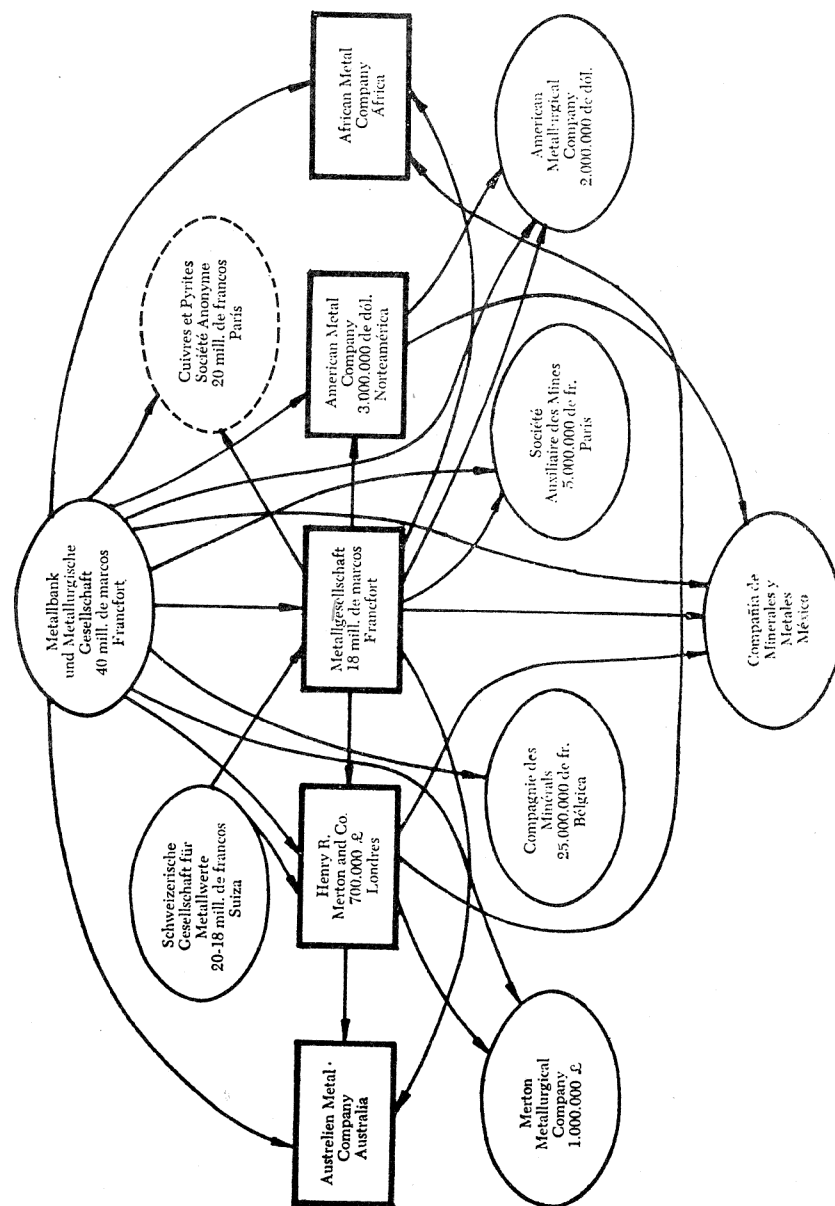 Metallbank
und Metallurgische
Gesellschaft
40 mill. de marcos
Francfort
Schweizerische
Gesellschaft für
Metallwerte
20-18 mill. de francos
Suiza
Cuivres et Pyrites
Société Anonyme
20 mill. de francos
París
Austrelien Metal
Company
Australia
Henry R.
Merton and Co.
700.000 £
Londres
Metallgesellschaft
18 mill. de marcos
Francfort
American Metal
Company
3.000.000 de dól.
Norteamérica
African Metal
Company
África
Merton
Metallurgical
Company
1.000.000 £
Compagnie des
Minérals
25.000.000 de fr.
Bélgica
Société
Auxiliaire des Mines
5.000.000 de fr.
París
American
Metallurgical
Company
2.000.000 de dól.
Compañia de
Minerales y
Metales
México